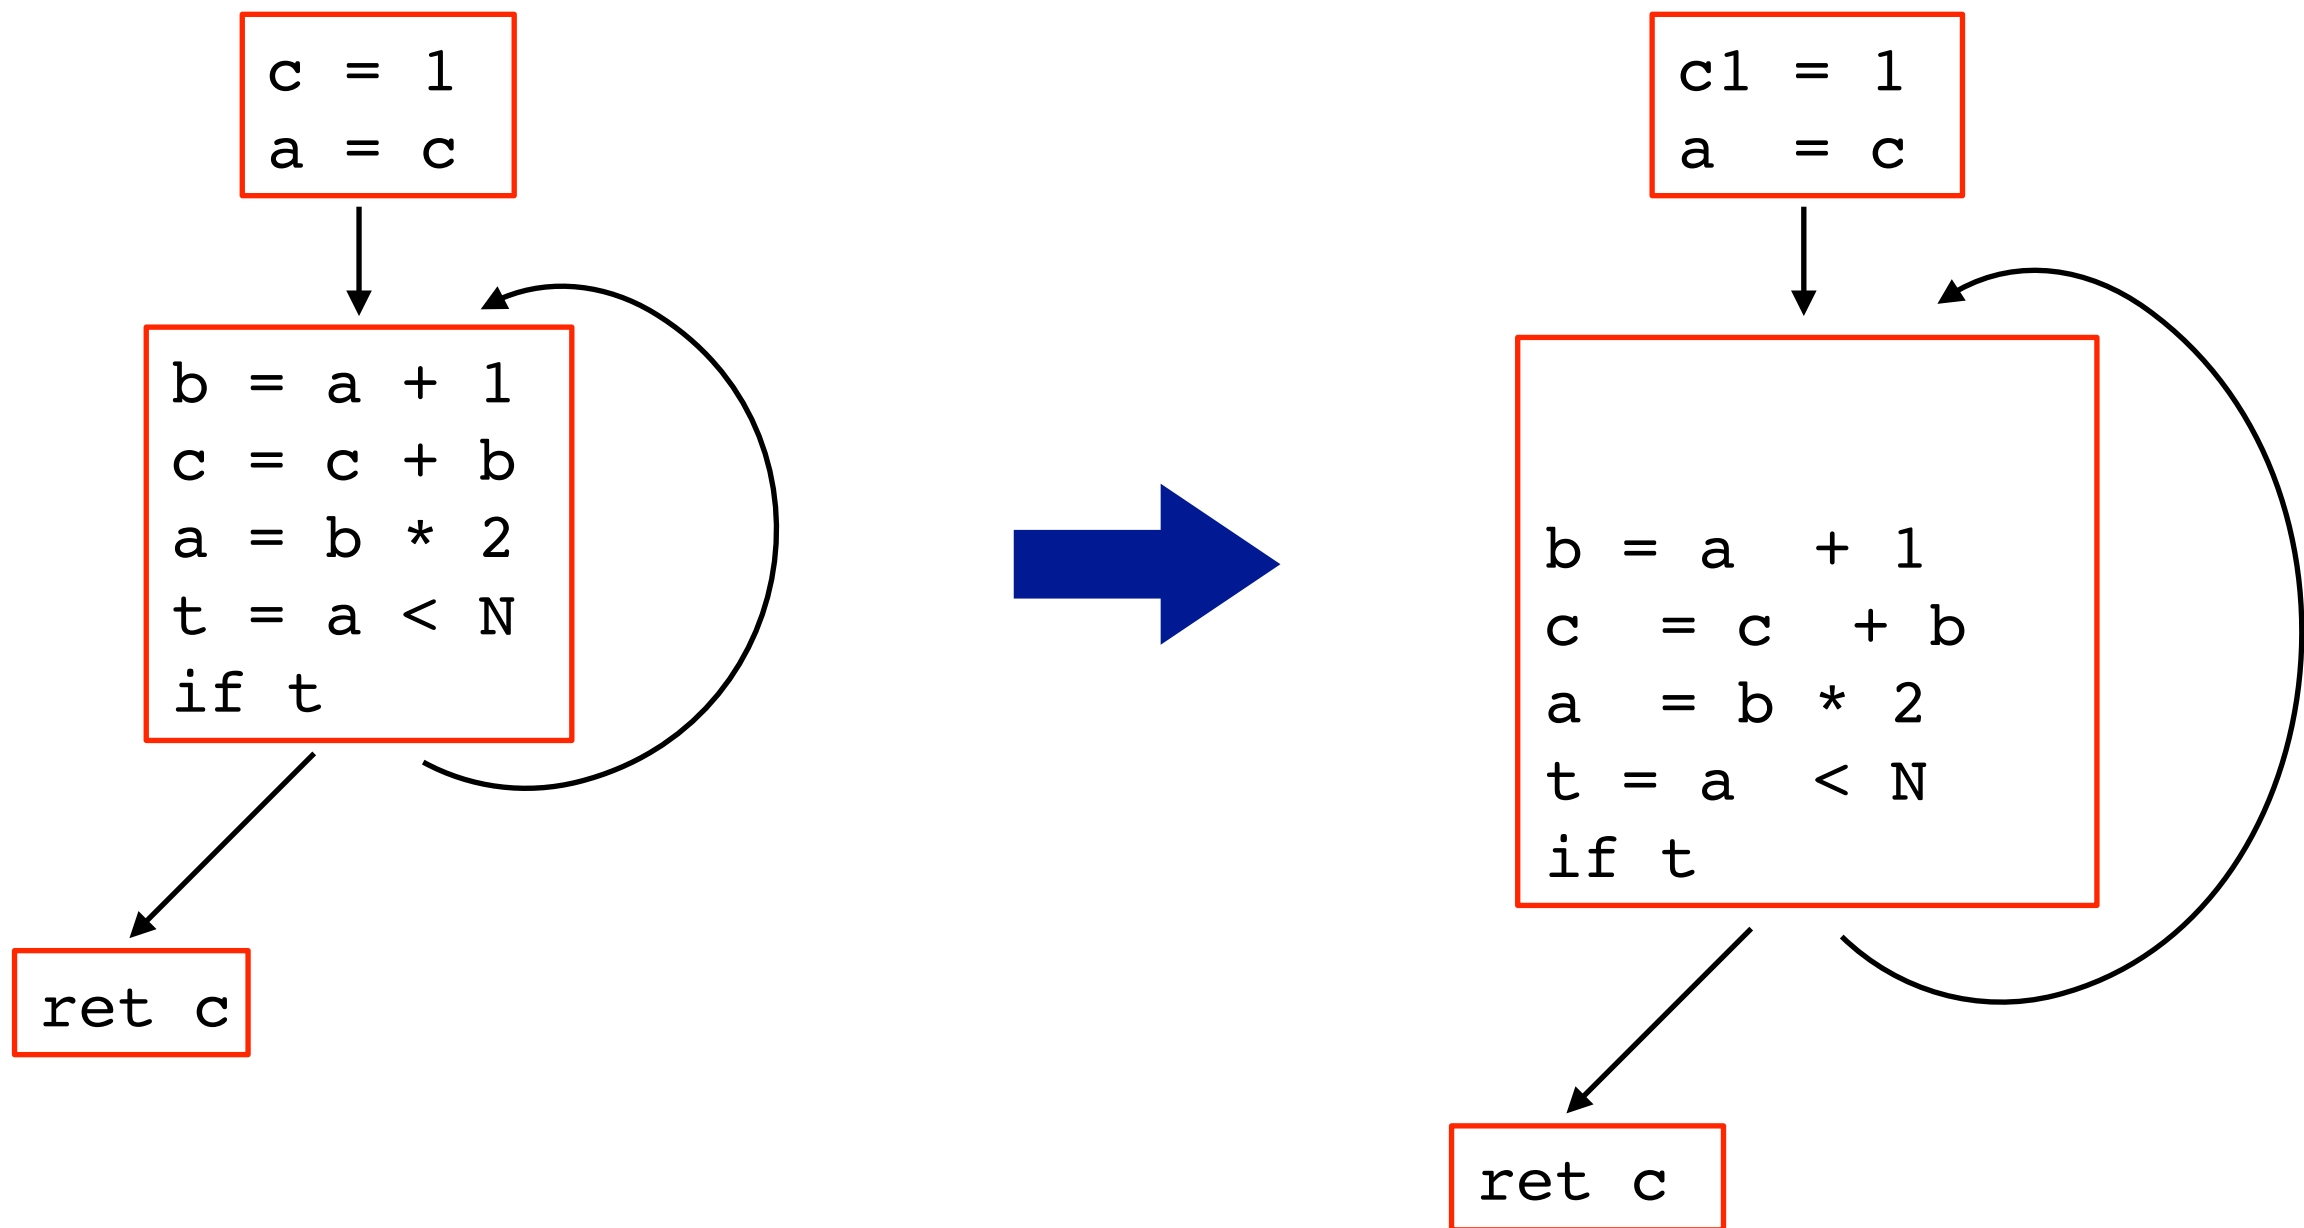 c = 1
a = c
b = a + 1
c = c + b
a = b * 2
t = a < N
if t
ret c
c1 = 1
a = c
b = a + 1
c = c + b
a = b * 2
t = a < N
if t
ret c